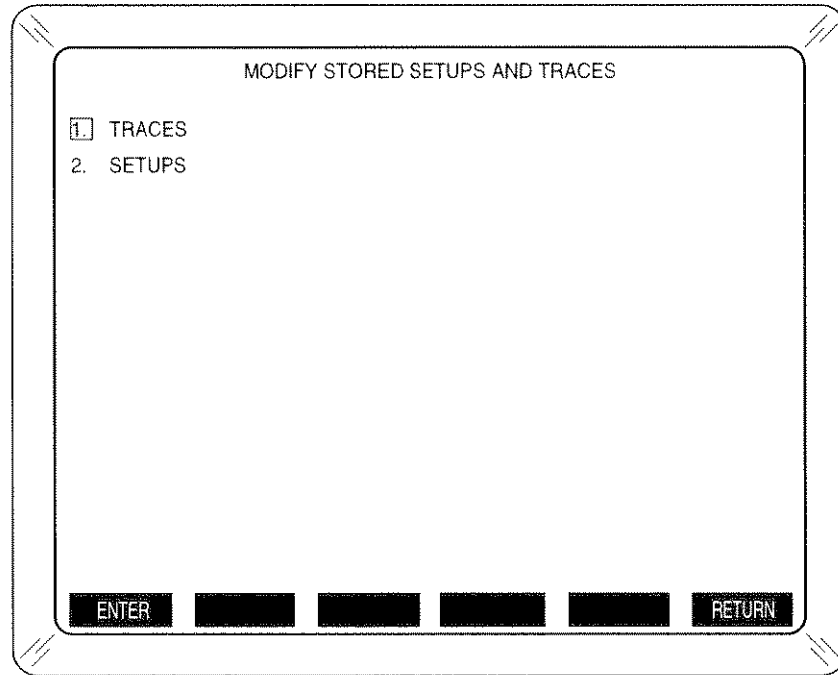 MODIFY STORED SETUPS AND TRACES
1. TRACES
2. SETUPS
ENTER RETURN